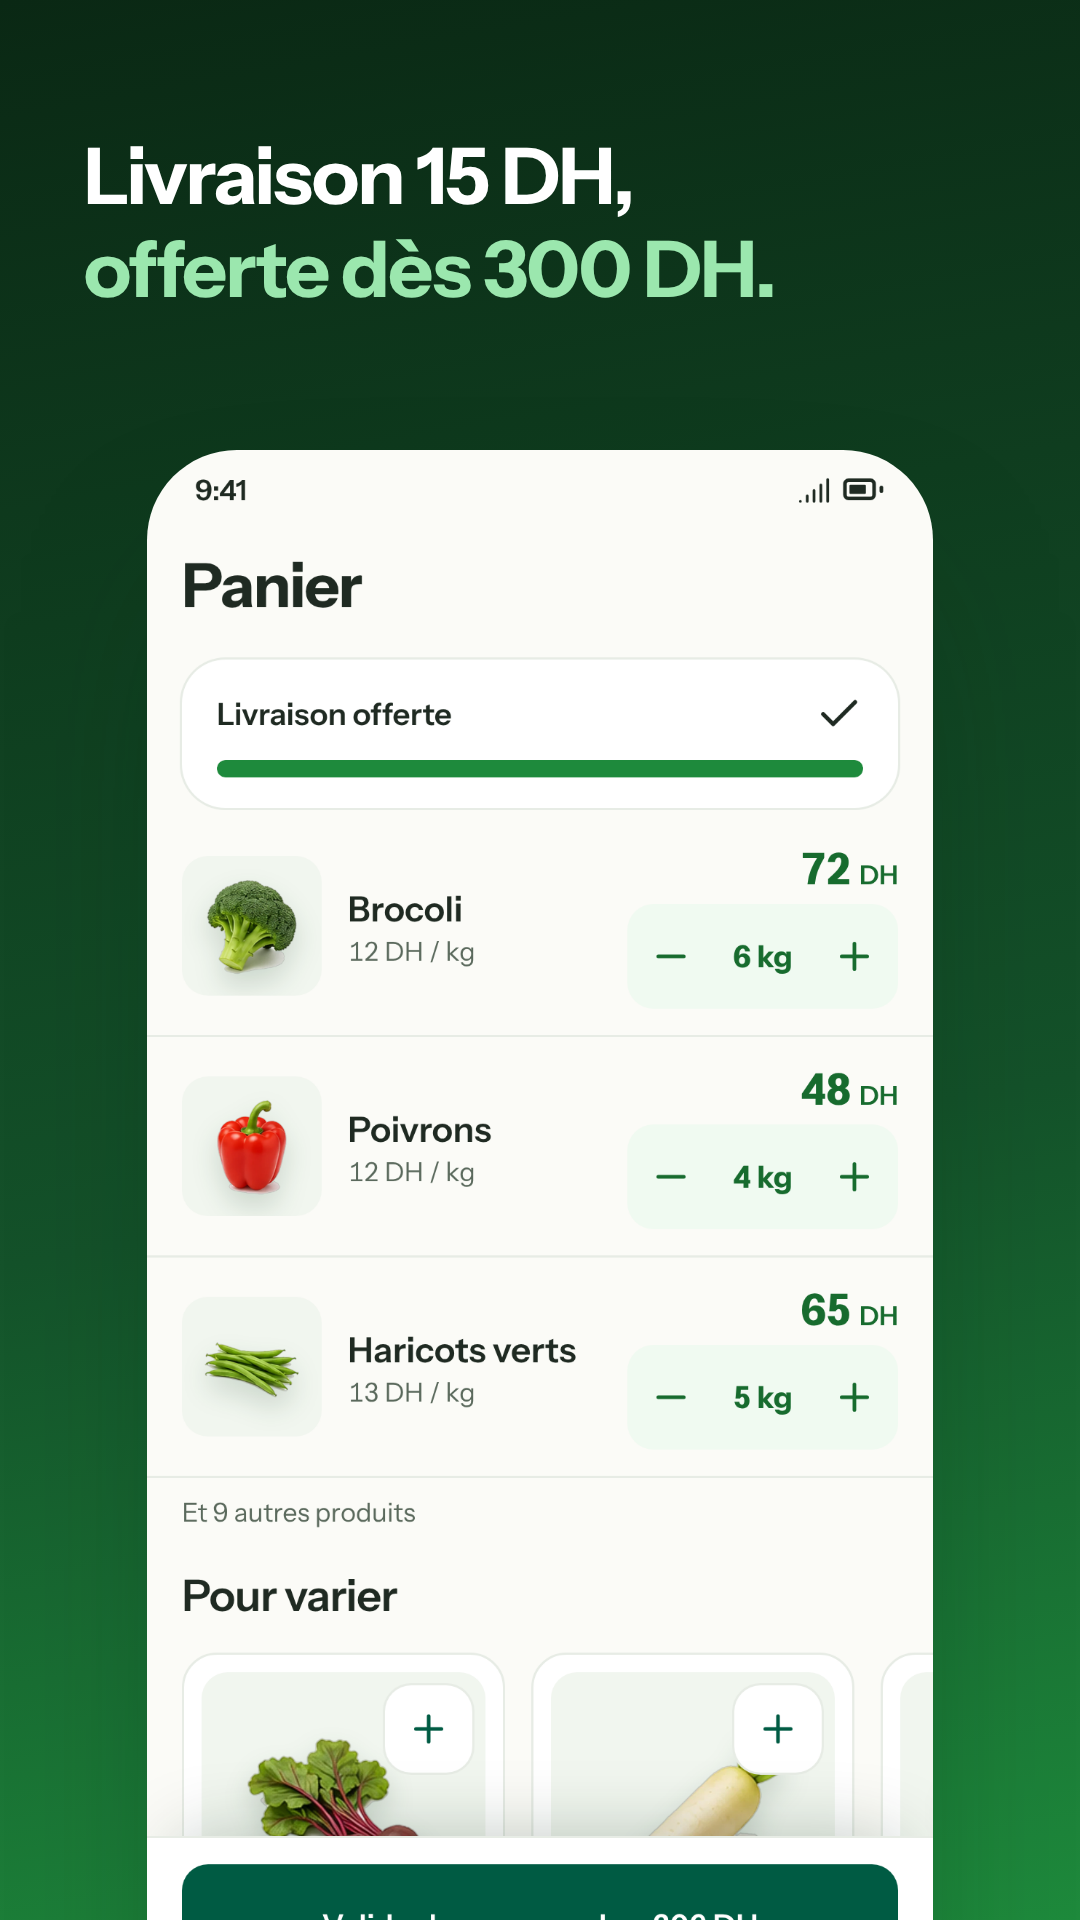 Livraison 15 DH,
offerte dès 300 DH.
9:41
Panier
Livraison offerte
72 DH
Brocoli
12 DH / kg
6 kg
48 DH
Poivrons
12 DH / kg
4 kg
65 DH
Haricots verts
13 DH / kg
5 kg
Et 9 autres produits
Pour varier